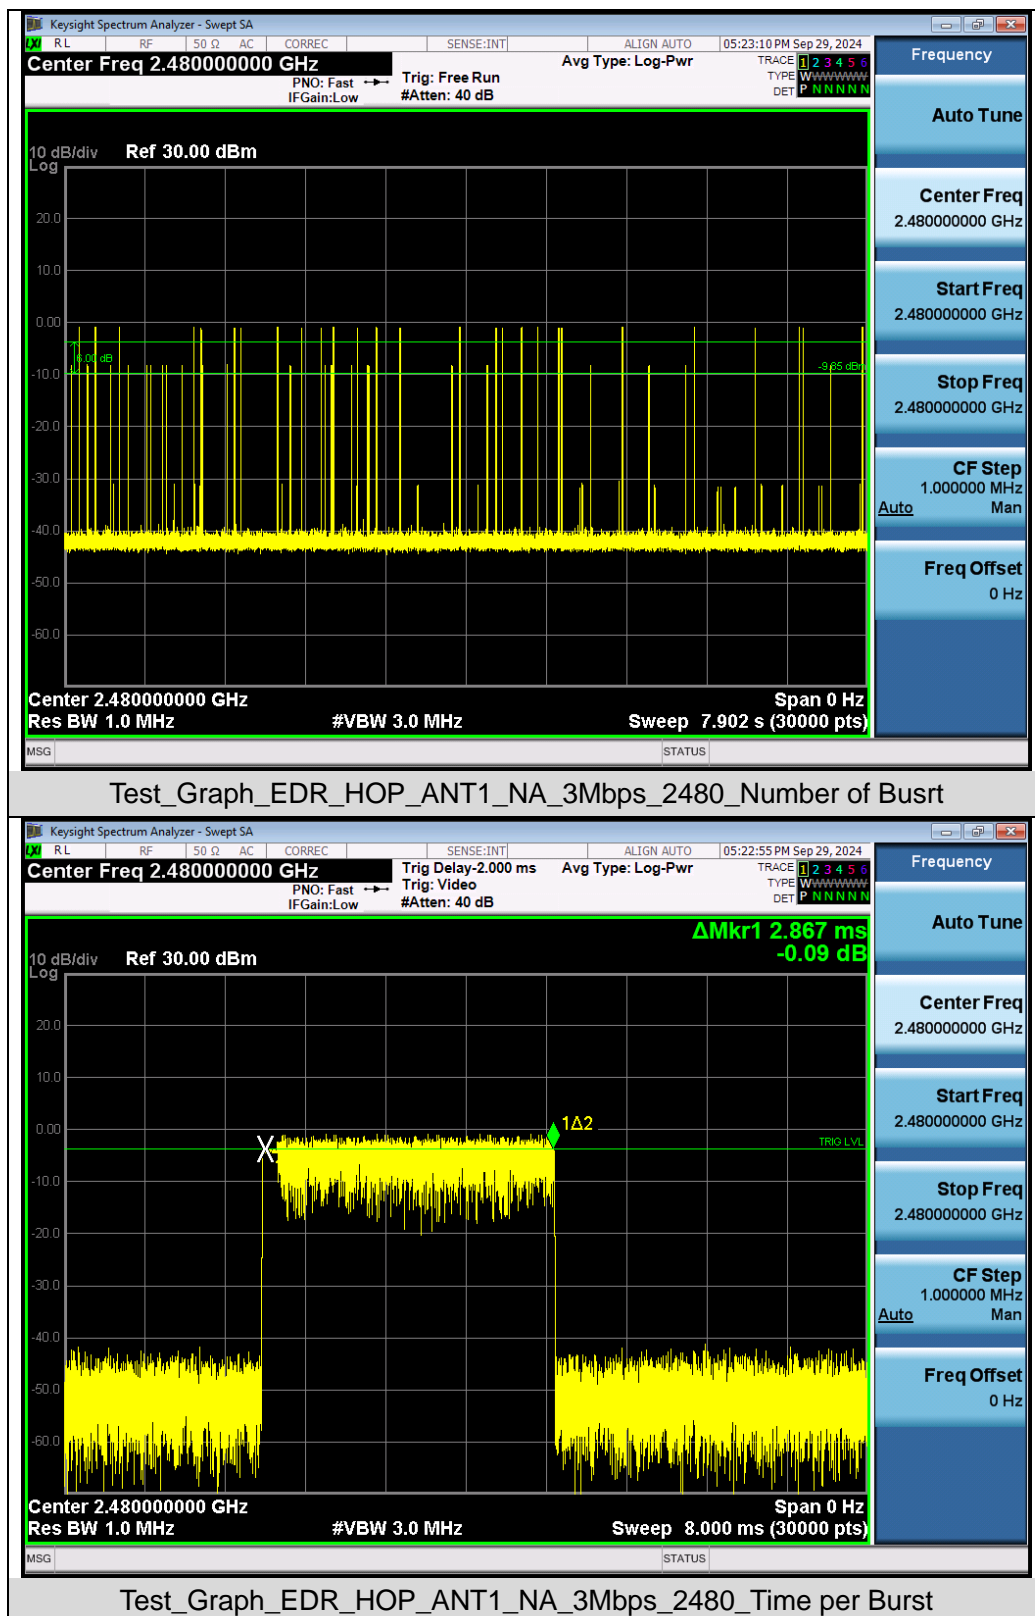 Keysight Spectrum Analyzer - Swept SA
LXI RL RF 50 Ω AC CORREC SENSE:INT ALIGN AUTO 05:23:10 PM Sep 29, 2024
Center Freq 2.480000000 GHz
PNO: Fast
IFGain:Low
Trig: Free Run
#Atten: 40 dB
Avg Type: Log-Pwr
TRACE 1 2 3 4 5 6
TYPE WWWWWW
DET P N N N N N
10 dB/div Ref 30.00 dBm
Log
20.0
10.0
0.00
6.00 dB
-9.85 dBm
-10.0
-20.0
-30.0
-40.0
-50.0
-60.0
Center 2.480000000 GHz Span 0 Hz
Res BW 1.0 MHz #VBW 3.0 MHz Sweep 7.902 s (30000 pts)
MSG STATUS
Frequency
Auto Tune
Center Freq
2.480000000 GHz
Start Freq
2.480000000 GHz
Stop Freq
2.480000000 GHz
CF Step
1.000000 MHz
Auto Man
Freq Offset
0 Hz
Test_Graph_EDR_HOP_ANT1_NA_3Mbps_2480_Number of Busrt
Keysight Spectrum Analyzer - Swept SA
LXI RL RF 50 Ω AC CORREC SENSE:INT ALIGN AUTO 05:22:55 PM Sep 29, 2024
Center Freq 2.480000000 GHz
PNO: Fast
IFGain:Low
Trig Delay-2.000 ms
Trig: Video
#Atten: 40 dB
Avg Type: Log-Pwr
TRACE 1 2 3 4 5 6
TYPE WWWWWW
DET P N N N N N
ΔMkr1 2.867 ms
-0.09 dB
10 dB/div Ref 30.00 dBm
Log
20.0
10.0
0.00
1Δ2
TRIG LVL
-10.0
-20.0
-30.0
-40.0
-50.0
-60.0
Center 2.480000000 GHz Span 0 Hz
Res BW 1.0 MHz #VBW 3.0 MHz Sweep 8.000 ms (30000 pts)
MSG STATUS
Frequency
Auto Tune
Center Freq
2.480000000 GHz
Start Freq
2.480000000 GHz
Stop Freq
2.480000000 GHz
CF Step
1.000000 MHz
Auto Man
Freq Offset
0 Hz
Test_Graph_EDR_HOP_ANT1_NA_3Mbps_2480_Time per Burst